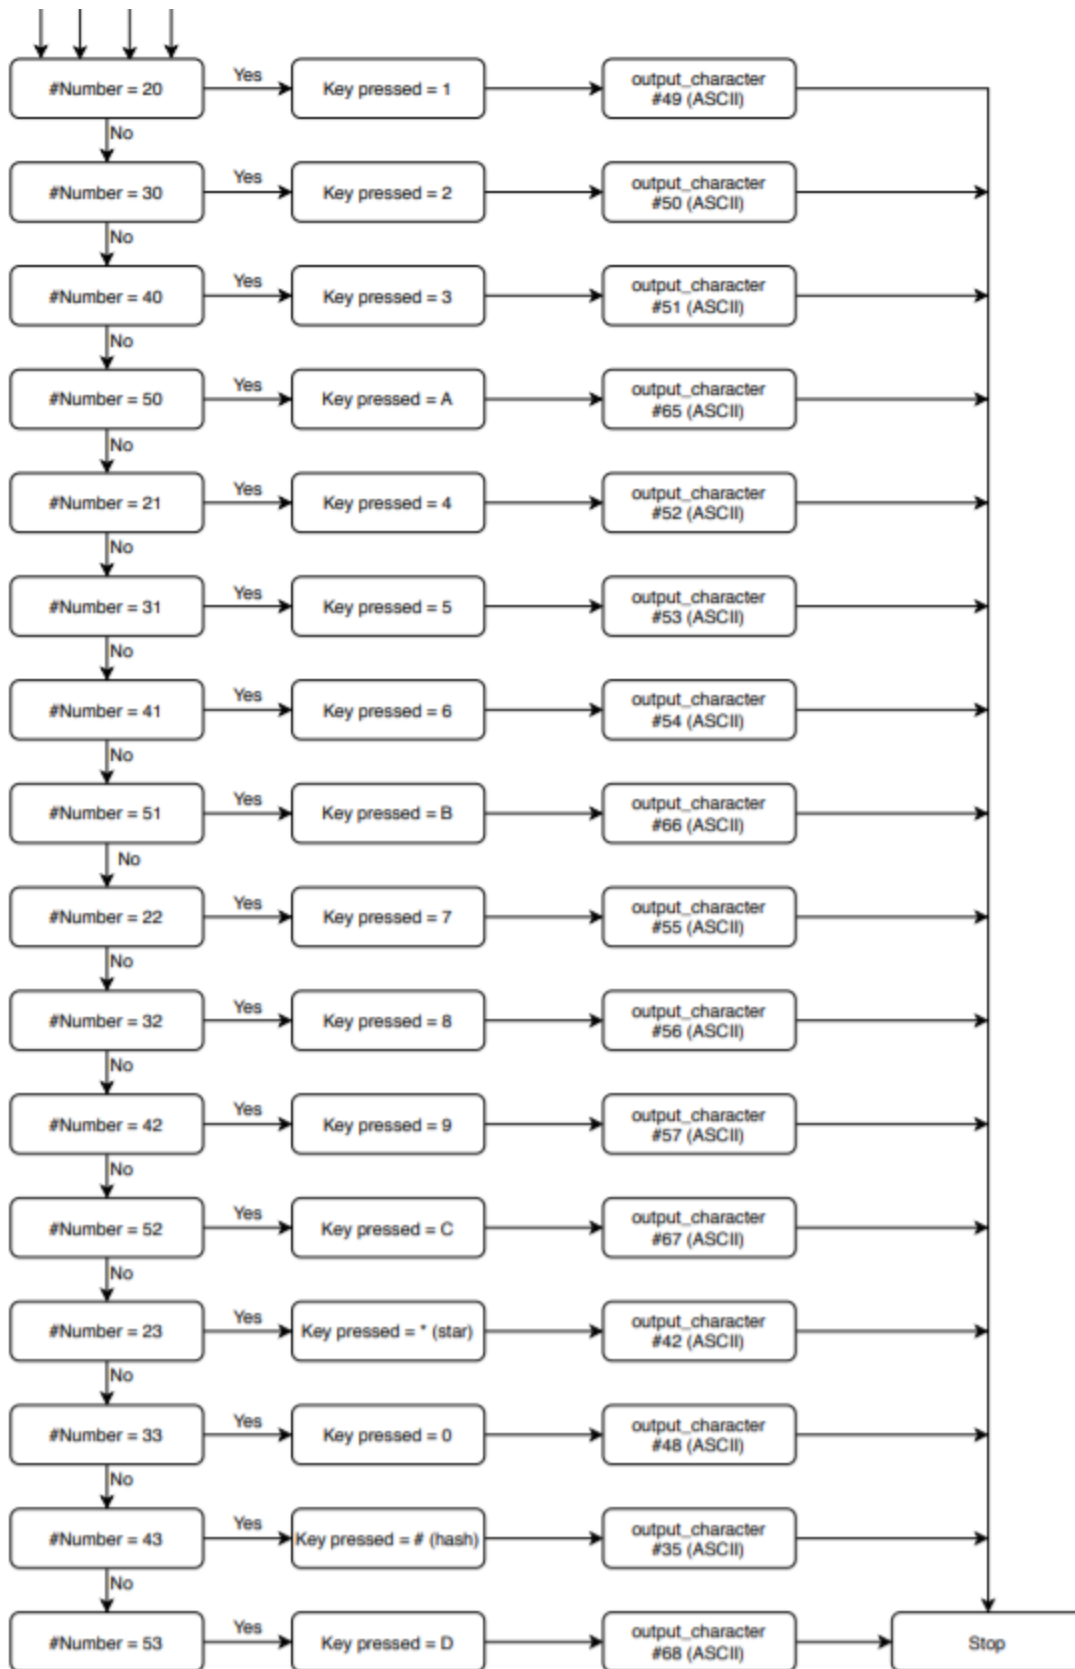 #Number = 20
Yes
Key pressed = 1
output_character
#49 (ASCII)
No
#Number = 30
Yes
Key pressed = 2
output_character
#50 (ASCII)
No
#Number = 40
Yes
Key pressed = 3
output_character
#51 (ASCII)
No
#Number = 50
Yes
Key pressed = A
output_character
#65 (ASCII)
No
#Number = 21
Yes
Key pressed = 4
output_character
#52 (ASCII)
No
#Number = 31
Yes
Key pressed = 5
output_character
#53 (ASCII)
No
#Number = 41
Yes
Key pressed = 6
output_character
#54 (ASCII)
No
#Number = 51
Yes
Key pressed = B
output_character
#66 (ASCII)
No
#Number = 22
Yes
Key pressed = 7
output_character
#55 (ASCII)
No
#Number = 32
Yes
Key pressed = 8
output_character
#56 (ASCII)
No
#Number = 42
Yes
Key pressed = 9
output_character
#57 (ASCII)
No
#Number = 52
Yes
Key pressed = C
output_character
#67 (ASCII)
No
#Number = 23
Yes
Key pressed = * (star)
output_character
#42 (ASCII)
No
#Number = 33
Yes
Key pressed = 0
output_character
#48 (ASCII)
No
#Number = 43
Yes
Key pressed = # (hash)
output_character
#35 (ASCII)
No
#Number = 53
Yes
Key pressed = D
output_character
#68 (ASCII)
Stop